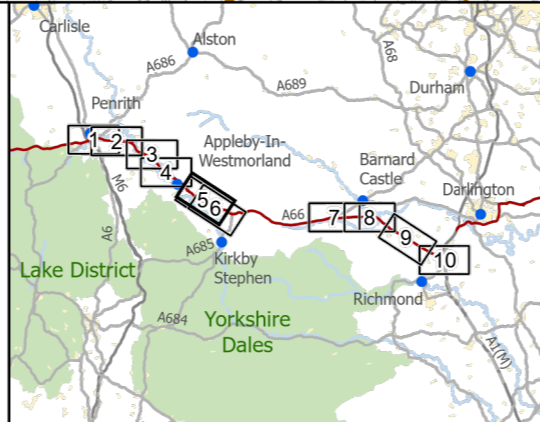 Carlisle
Alston
A686
A68
A689
Durham
Penrith
1
2
3
4
5
6
Appleby-In-
Westmorland
Barnard
Castle
Darlington
M6
A66
7
8
9
10
A6
A685
Kirkby
Stephen
Lake District
Richmond
A684
Yorkshire
Dales
A1(M)